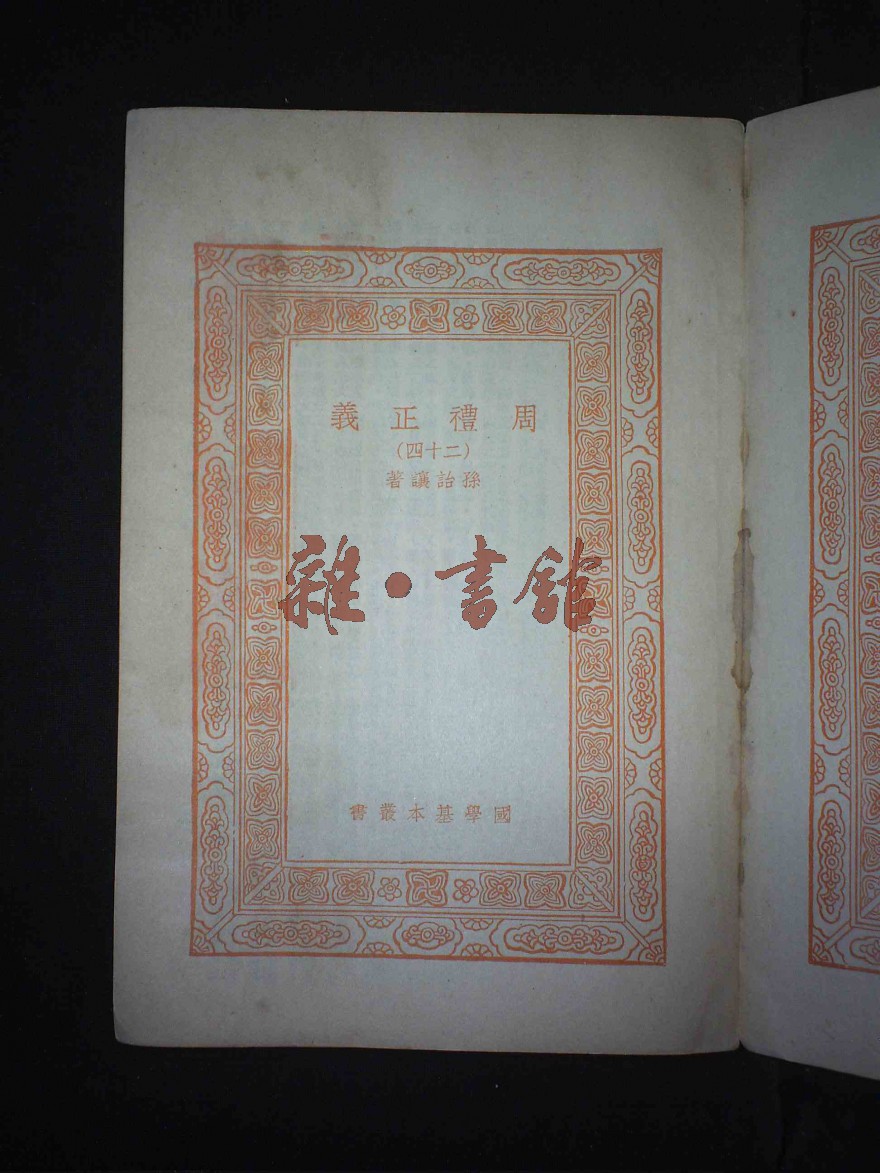 周禮正義
(二十四)
孫詒讓著
雜·書館
國學基本叢書